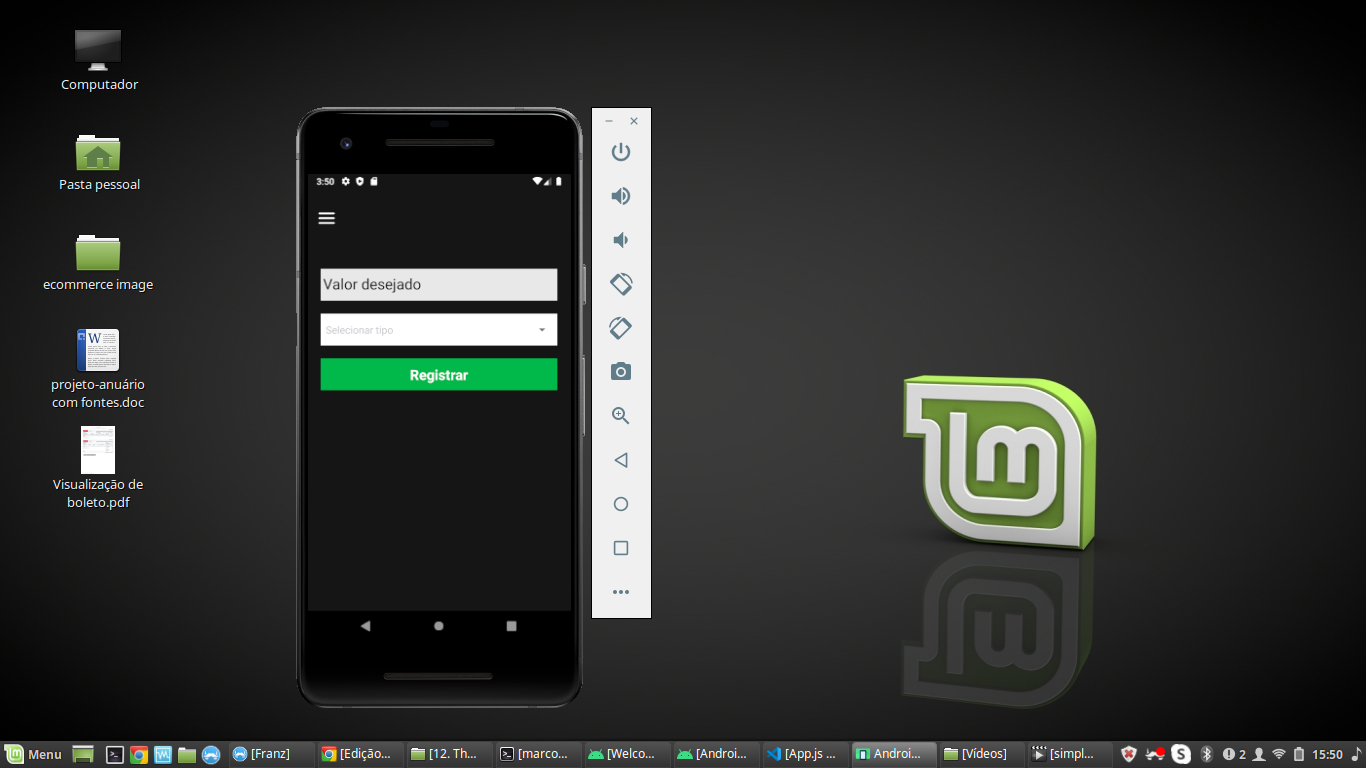 Computador
Pasta pessoal
ecommerce image
projeto-anuário
com fontes.doc
Visualização de
boleto.pdf
3:50
Valor desejado
Selecionar tipo
Registrar
Menu
[Franz]
[Edição...
[12. Th...
[marco...
[Welco...
[Androi...
[App.js ...
Androi...
[Vídeos]
[simpl...
2
15:50